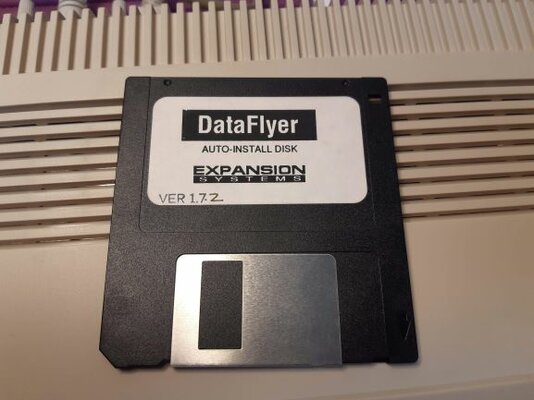 DataFlyer
AUTO-INSTALL DISK
EXPANSION
SYSTEMS
VER 1.7.2